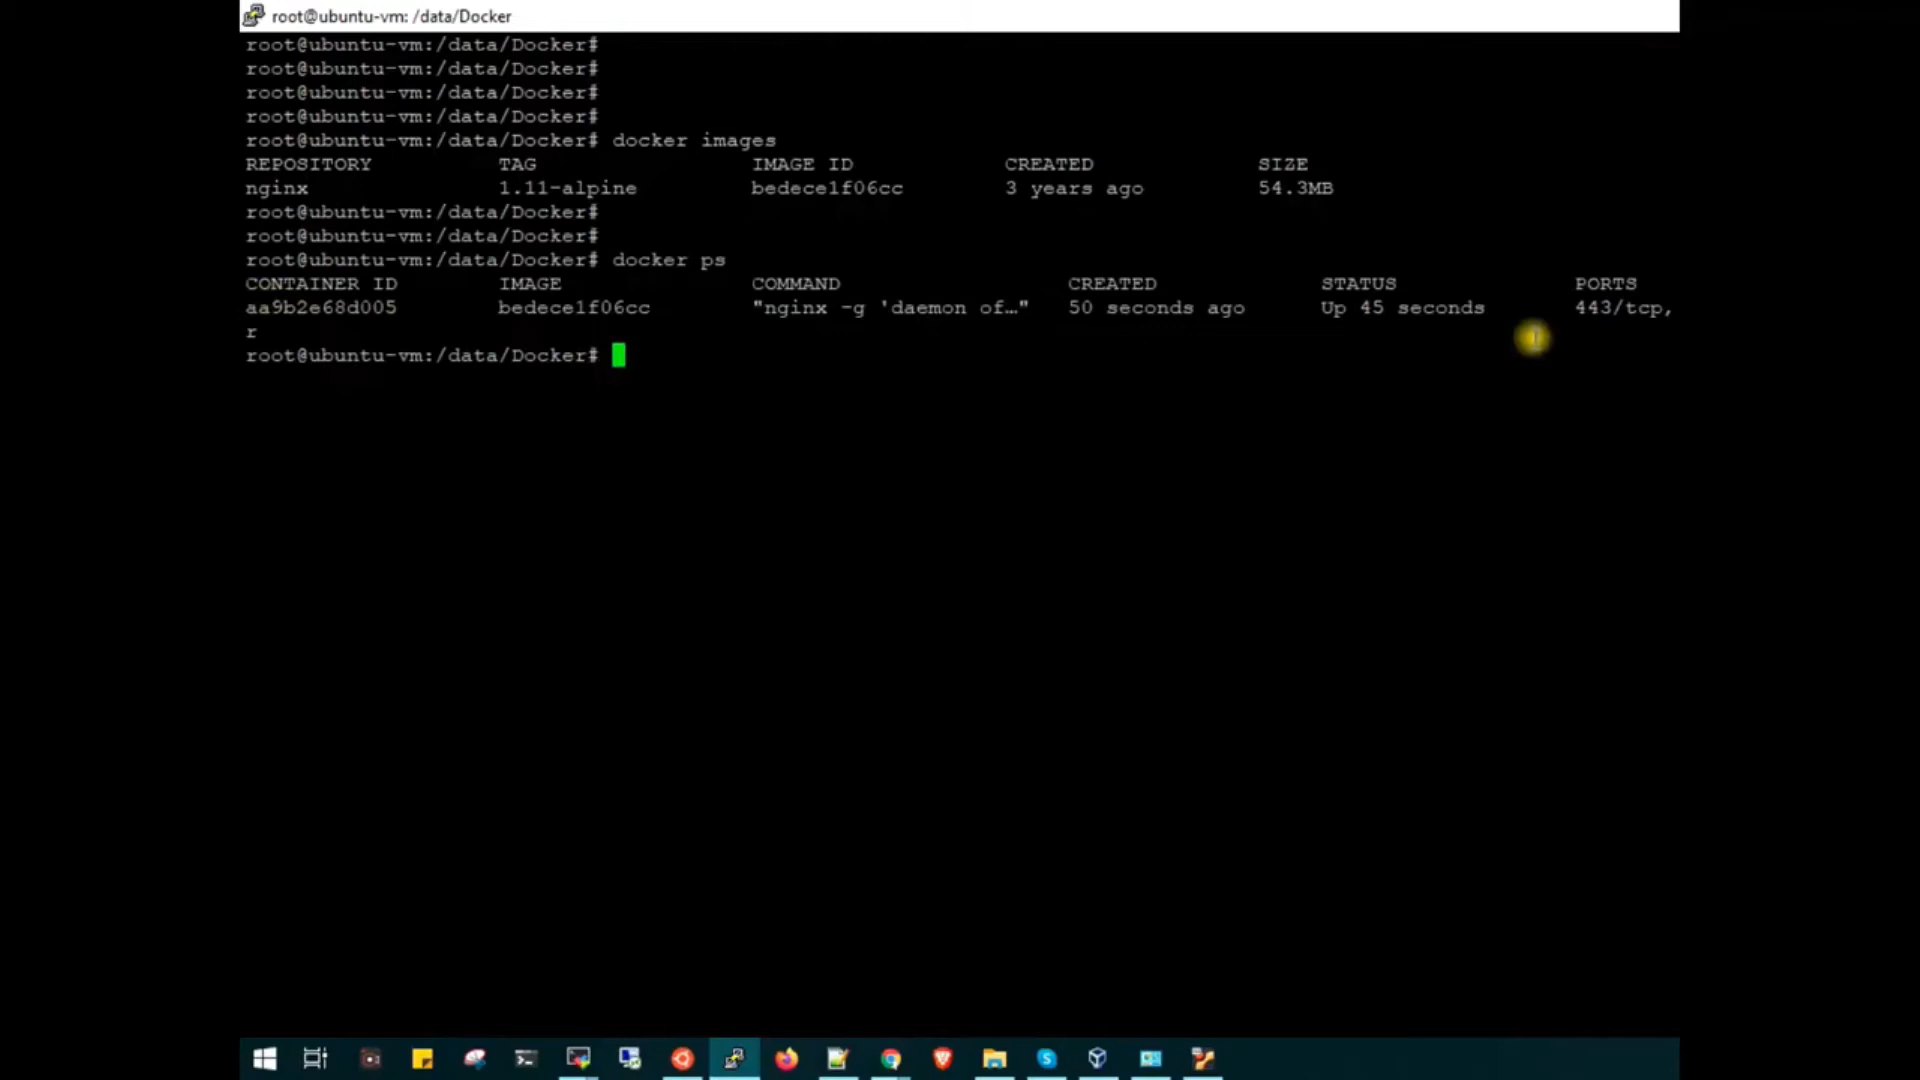 root@ubuntu-vm: /data/Docker
root@ubuntu-vm:/data/Docker#
root@ubuntu-vm:/data/Docker#
root@ubuntu-vm:/data/Docker#
root@ubuntu-vm:/data/Docker#
root@ubuntu-vm:/data/Docker# docker images
REPOSITORY TAG IMAGE ID CREATED SIZE
nginx 1.11-alpine bedece1f06cc 3 years ago 54.3MB
root@ubuntu-vm:/data/Docker#
root@ubuntu-vm:/data/Docker#
root@ubuntu-vm:/data/Docker# docker ps
CONTAINER ID IMAGE COMMAND CREATED STATUS PORTS
aa9b2e68d005 bedece1f06cc "nginx -g 'daemon of…" 50 seconds ago Up 45 seconds 443/tcp,
r
root@ubuntu-vm:/data/Docker#